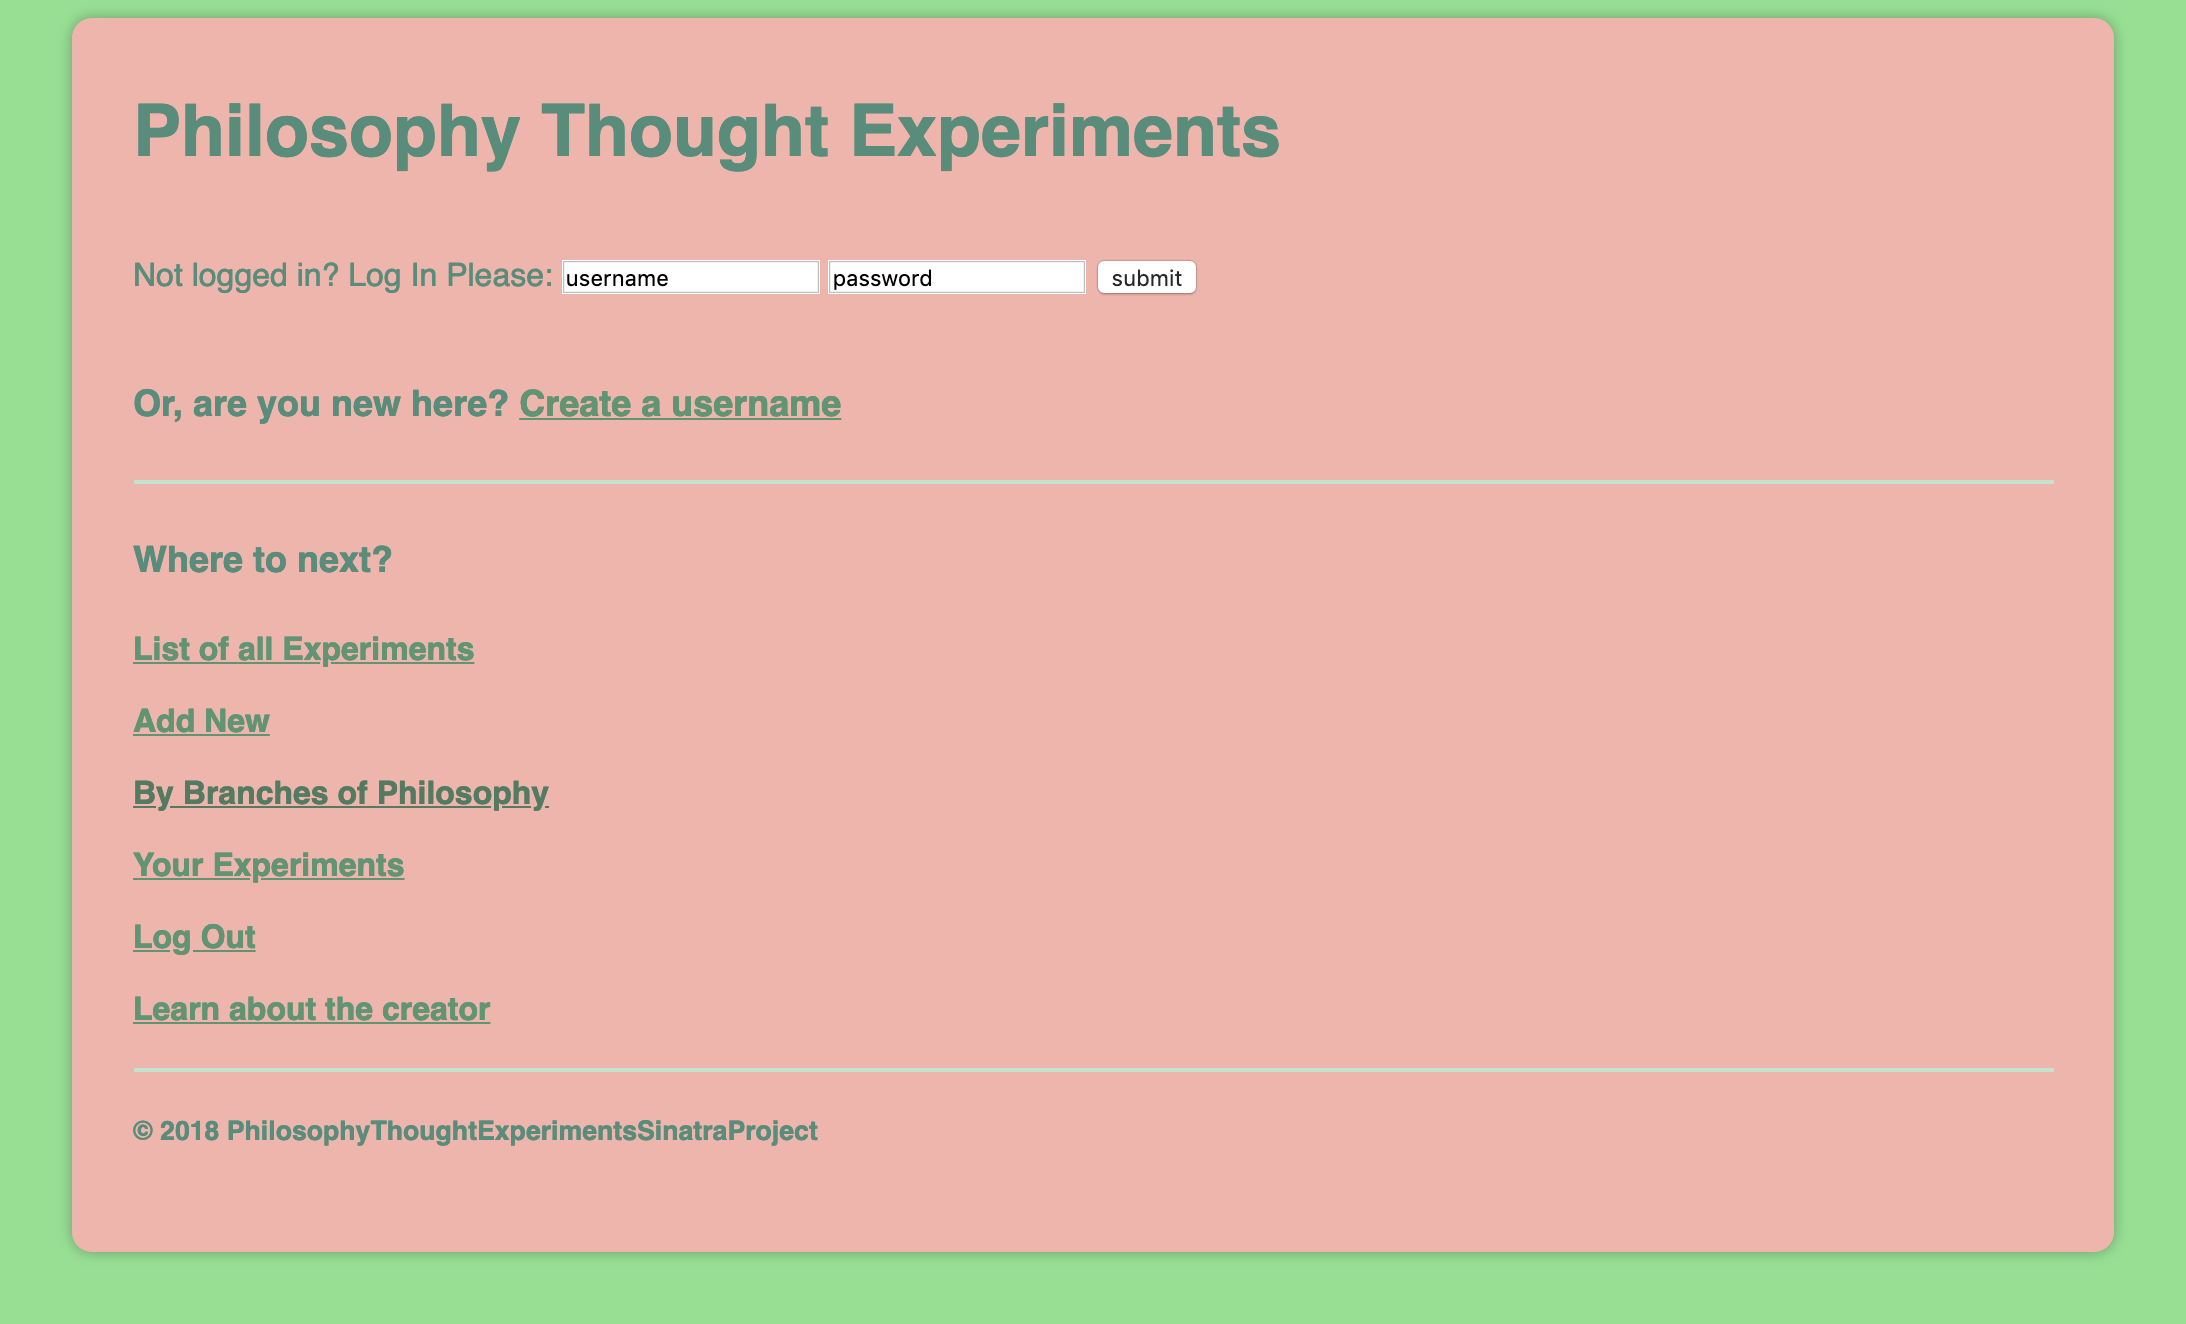 Philosophy Thought Experiments
Not logged in? Log In Please: username password submit
Or, are you new here? Create a username
Where to next?
List of all Experiments
Add New
By Branches of Philosophy
Your Experiments
Log Out
Learn about the creator
© 2018 PhilosophyThoughtExperimentsSinatraProject